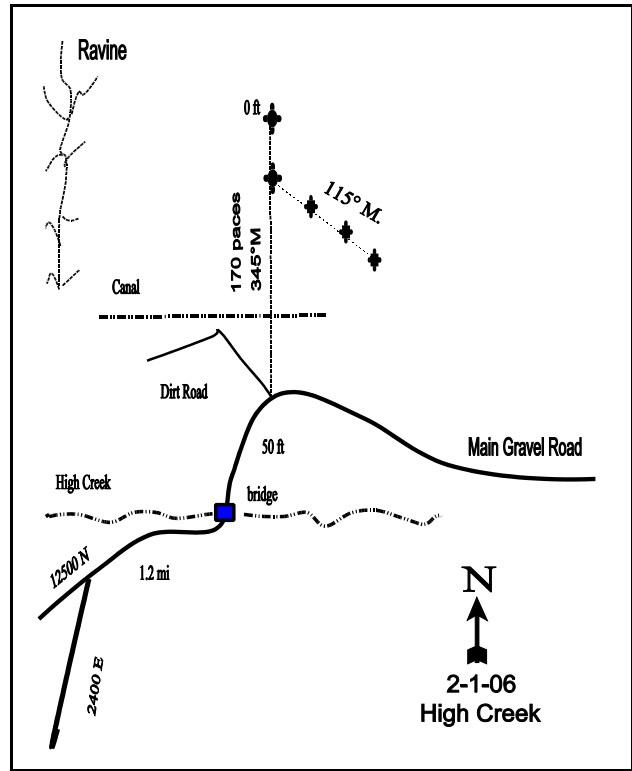 Ravine
0 ft
115° M.
170 paces
345°M
Canal
Dirt Road
50 ft
Main Gravel Road
High Creek
bridge
12500 N
1.2 mi
N
2400 E
2-1-06
High Creek